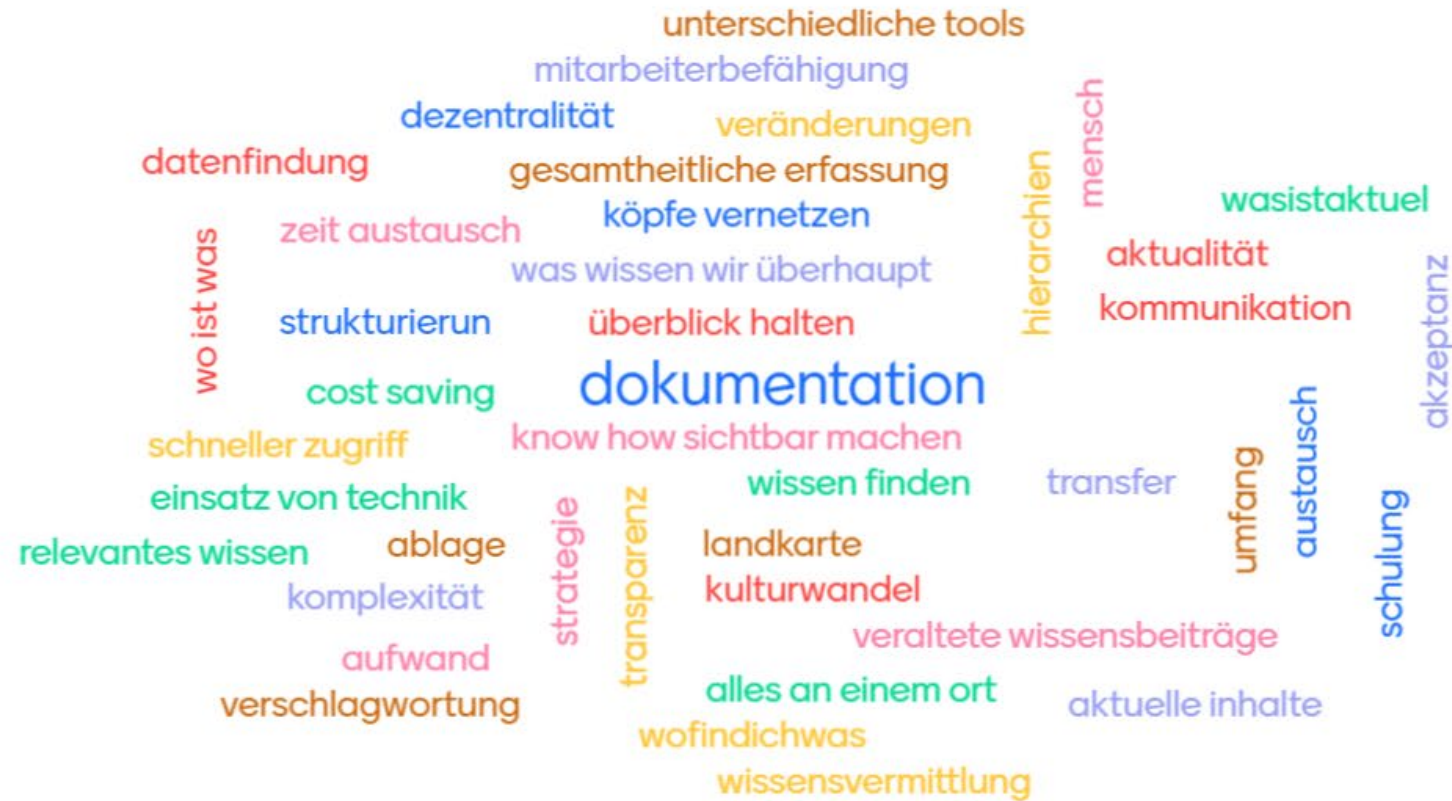 unterschiedliche tools
mitarbeiterbefähigung
mensch
dezentralität
veränderungen
datenfindung
gesamtheitliche erfassung
hierarchien
wasistaktuel
zeit austausch
köpfe vernetzen
wo ist was
was wissen wir überhaupt
aktualität
akzeptanz
strukturierun
überblick halten
kommunikation
cost saving
dokumentation
austausch
schneller zugriff
know how sichtbar machen
umfang
einsatz von technik
wissen finden
transfer
schulung
relevantes wissen
ablage
strategie
transparenz
landkarte
komplexität
kulturwandel
veraltete wissensbeiträge
aufwand
verschlagwortung
alles an einem ort
aktuelle inhalte
wofindichwas
wissensvermittlung